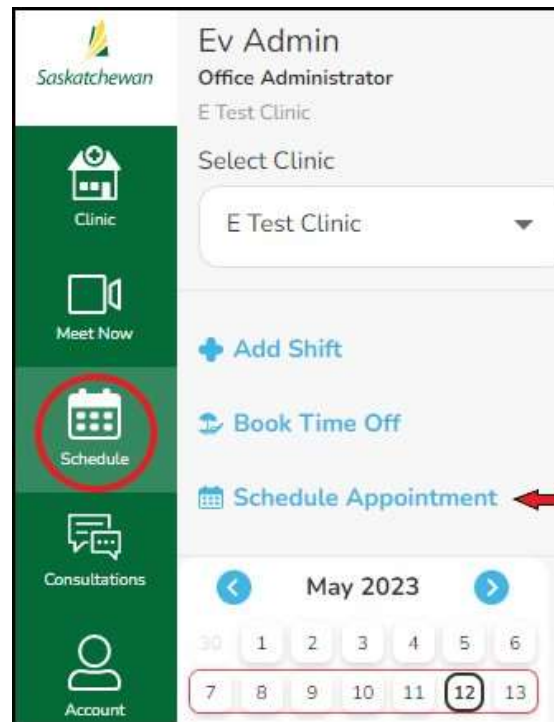 Saskatchewan
Clinic
Meet Now
Schedule
Consultations
Account
Ev Admin
Office Administrator
E Test Clinic
Select Clinic
E Test Clinic
Add Shift
Book Time Off
Schedule Appointment
May 2023
30 1 2 3 4 5 6
7 8 9 10 11 12 13